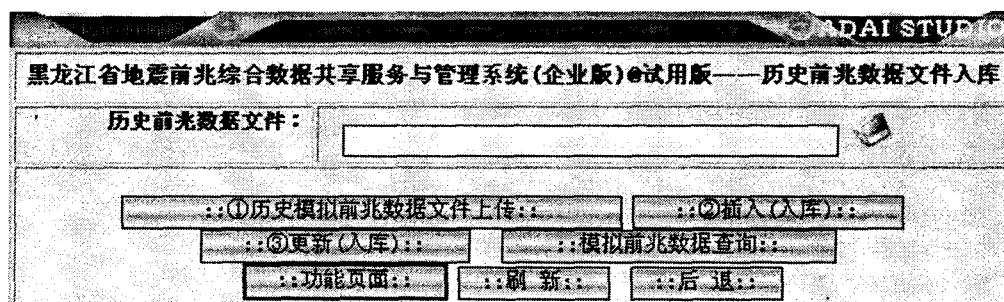 ADAI STUDIO
黑龙江省地震前兆综合数据共享服务与管理系统(企业版)@试用版——历史前兆数据文件入库
历史前兆数据文件：
::①历史模拟前兆数据文件上传:: ::②插入(入库)::
::③更新(入库):: ::模拟前兆数据查询::
::功能页面:: ::刷 新:: ::后 退::